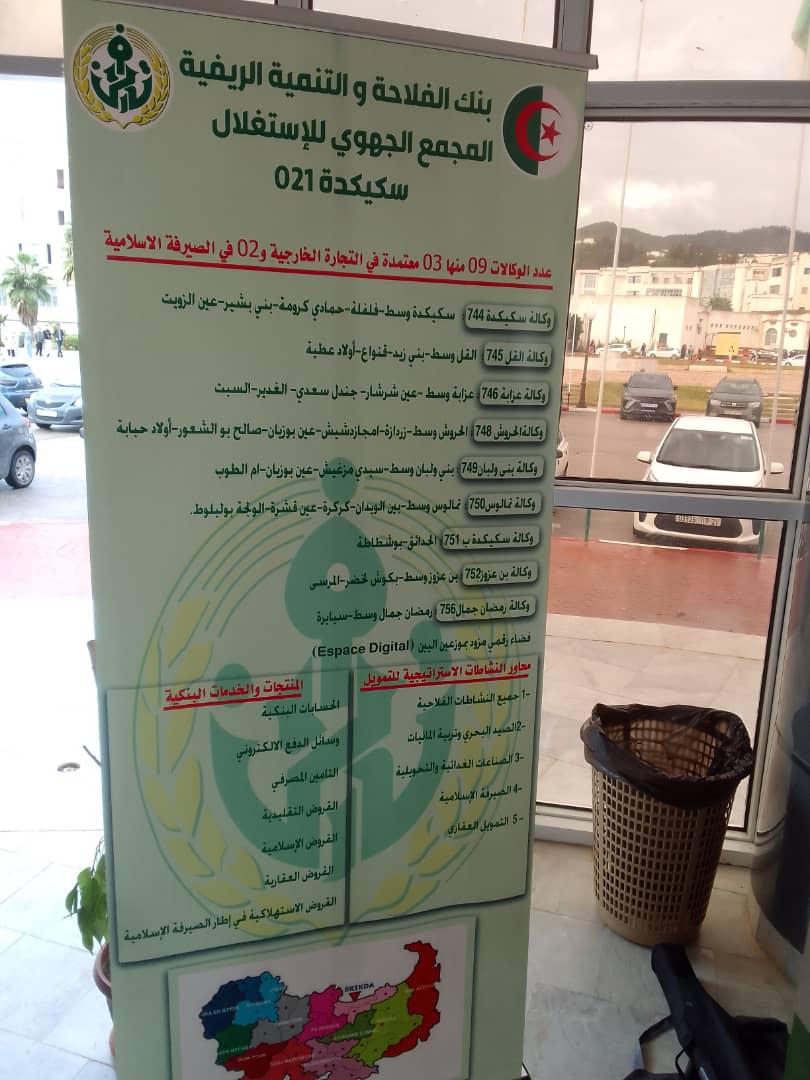 بنك الفلاحة و التنمية الريفية
المجمع الجهوي للإستغلال
سكيكدة 021
عدد الوكالات 09 منها 03 معتمدة في التجارة الخارجية و02 في الصيرفة الاسلامية
وكالة سكيكدة 744: سكيكدة وسط-فلفلة-حمادي كرومة-بني بشير-عين الزويت
وكالة القل 745: القل وسط-بني زيد-قنواع-أولاد عطية
وكالة عزابة 746: عزابة وسط -عين شرشار- جندل سعدي- الغدير-السبت
وكالة الحروش 748: الحروش وسط-زردازة-امجازدشيش-عين بوزيان-صالح بو الشعور-أولاد حبابة
وكالة بني ولبان 749: بني ولبان وسط-سيدي مزغيش-عين بوزيان-ام الطوب
وكالة تمالوس 750: تمالوس وسط-بين الويدان-كركرة-عين قشرة-الولجة بولبلوط.
وكالة سكيكدة ب 751: الحدائق-بوشطاطة
وكالة بن عزوز 752: بن عزوز وسط-بكوش لخضر-المرسى
وكالة رمضان جمال 756: رمضان جمال وسط-سيابرة
فضاء رقمي مزود بموزعين اليين (Espace Digital)
محاور النشاطات الاستراتيجية للتمويل
1- جميع النشاطات الفلاحية
2- الصيد البحري وتربية المائيات
3- الصناعات الغدائية والتحويلية
4- الصيرفة الإسلامية
5- التمويل العقاري
المنتجات والخدمات البنكية
الحسابات البنكية
وسائل الدفع الالكتروني
التامين المصرفي
القروض التقليدية
القروض الإسلامية
القروض العقارية
القروض الاستهلاكية في إطار الصيرفة الإسلامية
SKIKDA